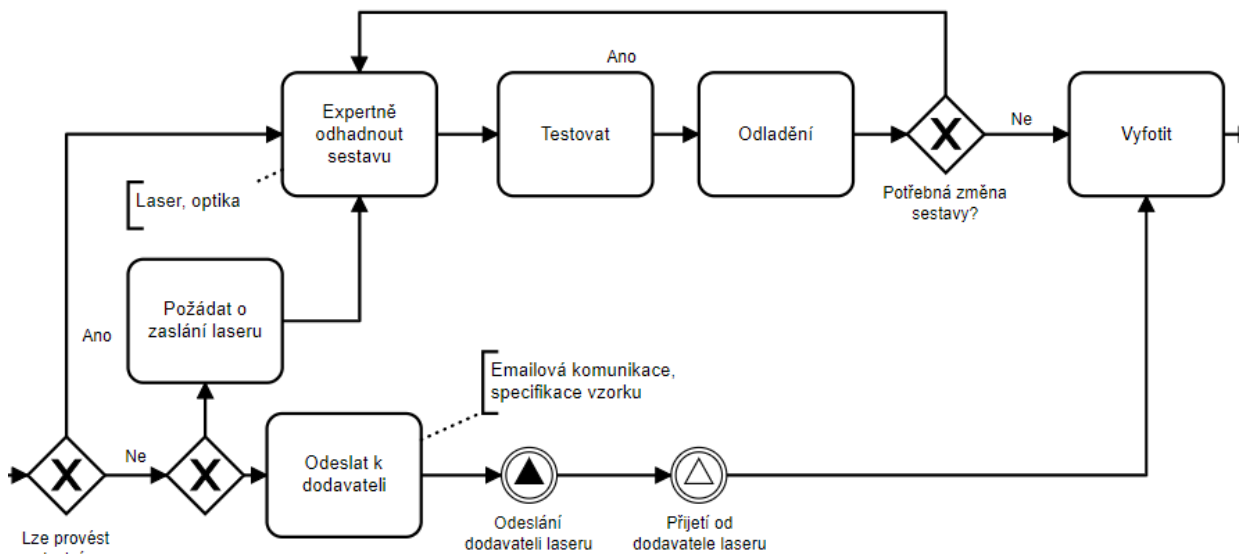 Ano
Expertně
odhadnout
sestavu
Testovat
Odladění
Ne
Vyfotit
Potřebná změna
sestavy?
Laser, optika
Požádat o
zaslání laseru
Ano
Emailová komunikace,
specifikace vzorku
Ne
Odeslat k
dodavateli
Odeslání
dodavateli laseru
Přijetí od
dodavatele laseru
Lze provést